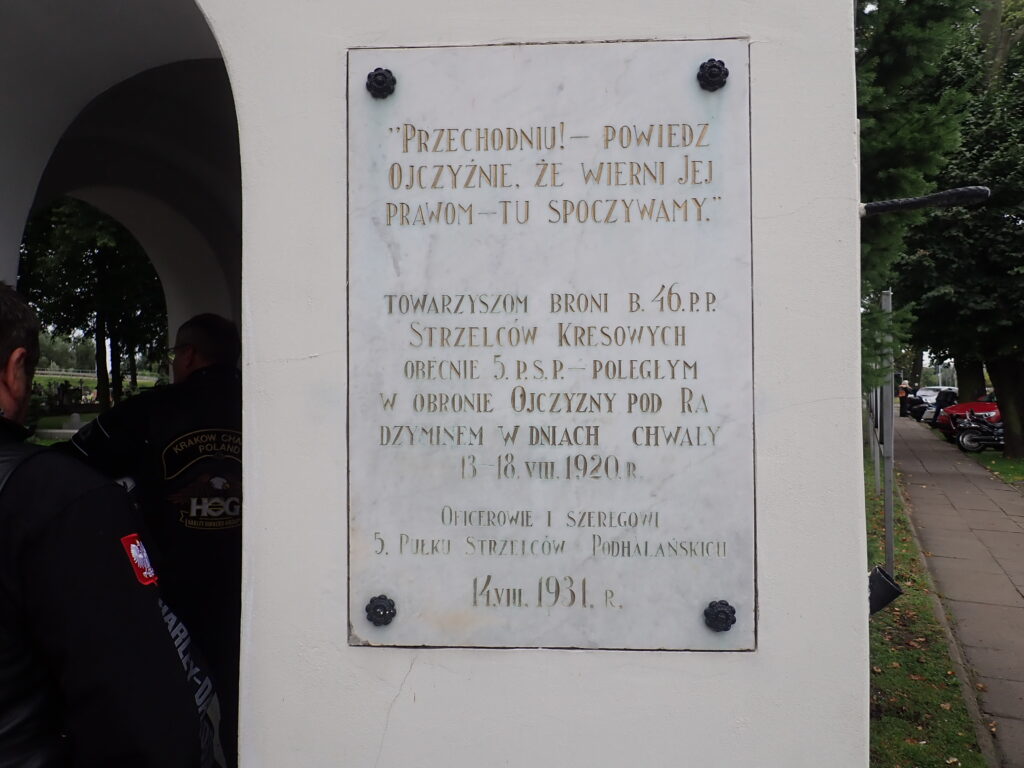 "PRZECHODNIU! — POWIEDZ
OJCZYŹNIE, ŻE WIERNI JEJ
PRAWOM — TU SPOCZYWAMY."
TOWARZYSZOM BRONI B. 46. P. P.
STRZELCÓW KRESOWYCH
OBECNIE 5. P. S. P. — POLEGŁYM
W OBRONIE OJCZYZNY POD RA
DZYMINEM W DNIACH CHWAŁY
13-18. VIII. 1920. R.
OFICEROWIE I SZEREGOWI
5. PUŁKU STRZELCÓW PODHALAŃSKICH
14. VIII. 1931. R.
KRAKÓW CHA
POLAND
HOG